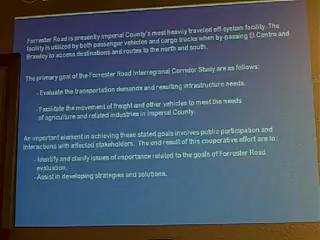 Forrester Road is presently Imperial County's most heavily traveled off-system facility. The
facility is utilized by both passenger vehicles and cargo trucks when by-passing El Centro and
Brawley to access destinations and routes to the north and south.
The primary goal of the Forrester Road Interregional Corridor Study are as follows:
- Evaluate the transportation demands and resulting infrastructure needs.
- Facilitate the movement of freight and other vehicles to meet the needs
of agriculture and related industries in Imperial County.
An important element in achieving these stated goals involves public participation and
interactions with affected stakeholders. The end result of this cooperative effort are to:
- Identify and clarify issues of importance related to the goals of Forrester Road
evaluation.
- Assist in developing strategies and solutions.